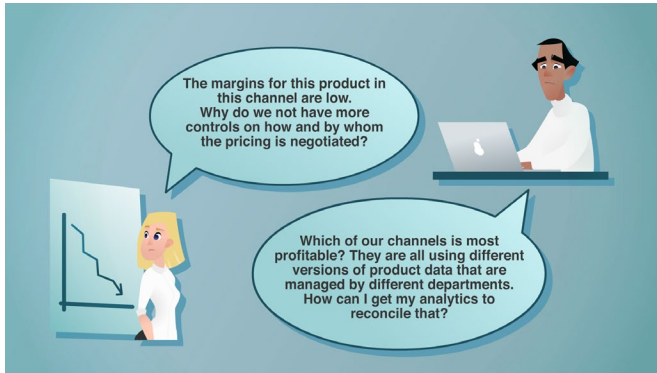 The margins for this product in
this channel are low.
Why do we not have more
controls on how and by whom
the pricing is negotiated?
Which of our channels is most
profitable? They are all using different
versions of product data that are
managed by different departments.
How can I get my analytics to
reconcile that?